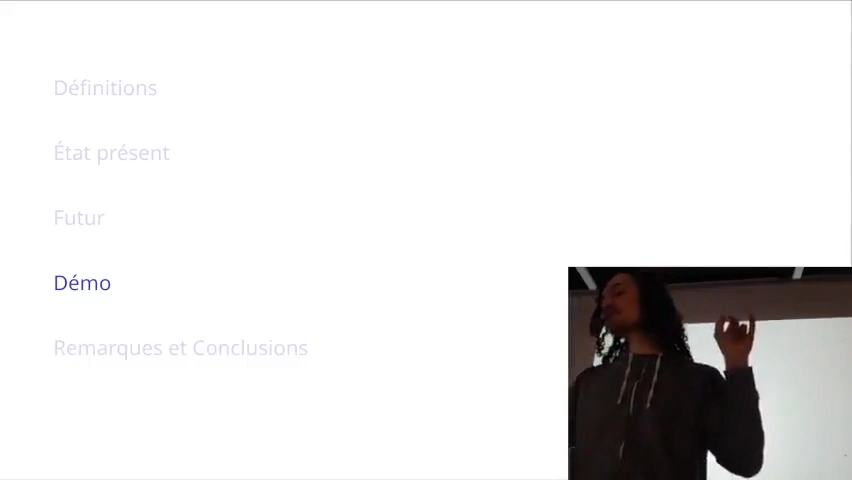 Définitions
État présent
Futur
Démo
Remarques et Conclusions